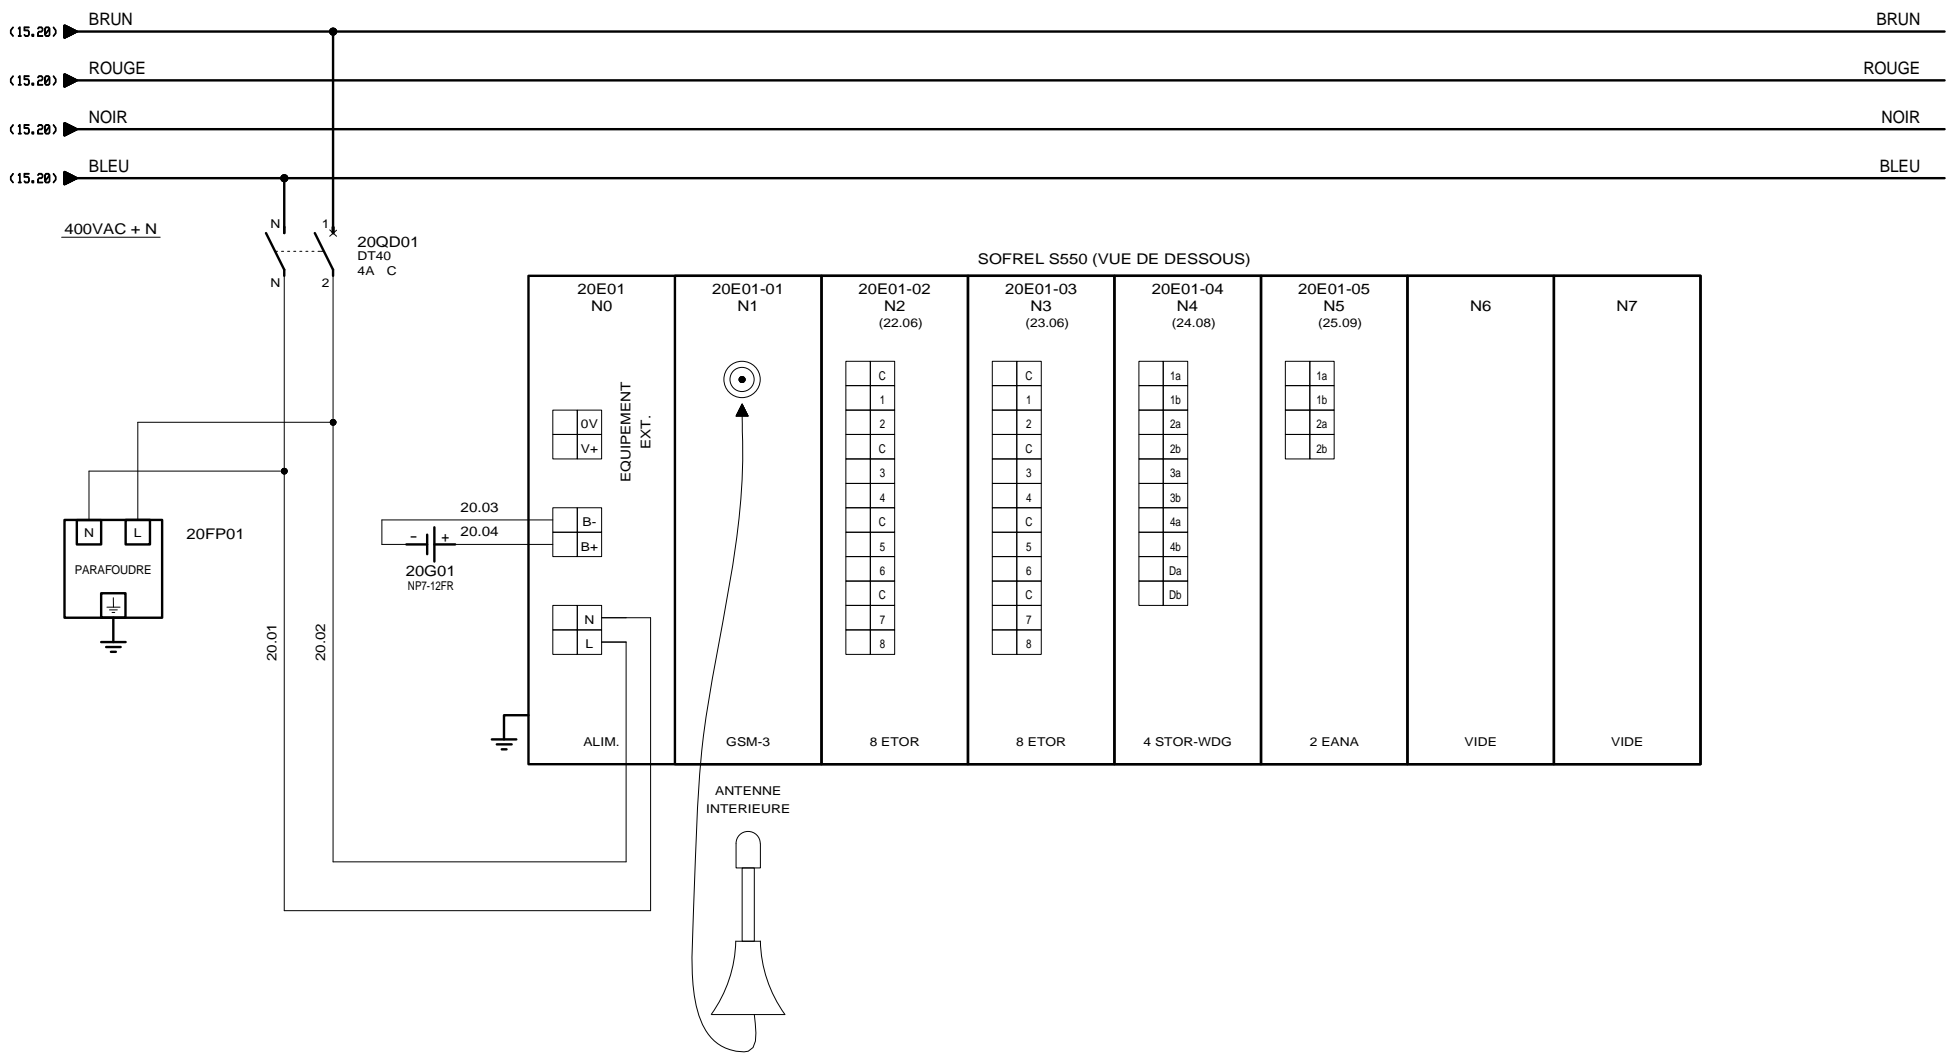 BRUN
BRUN
(15.20)
ROUGE
ROUGE
(15.20)
NOIR
NOIR
(15.20)
BLEU
BLEU
(15.20)
400VAC + N
N
1
20QD01
DT40
4A C
N
2
SOFREL S550 (VUE DE DESSOUS)
20E01
N0
20E01-01
N1
20E01-02
N2
(22.06)
20E01-03
N3
(23.06)
20E01-04
N4
(24.08)
20E01-05
N5
(25.09)
N6
N7
0V
V+
EQUIPEMENT
EXT.
B-
B+
N
L
ALIM.
GSM-3
C
1
2
C
3
4
C
5
6
C
7
8
8 ETOR
C
1
2
C
3
4
C
5
6
C
7
8
8 ETOR
1a
1b
2a
2b
3a
3b
4a
4b
Da
Db
4 STOR-WDG
1a
1b
2a
2b
2 EANA
VIDE
VIDE
20.03
20.04
- +
20G01
NP7-12FR
N
L
20FP01
PARAFOUDRE
20.01
20.02
ANTENNE
INTERIEURE